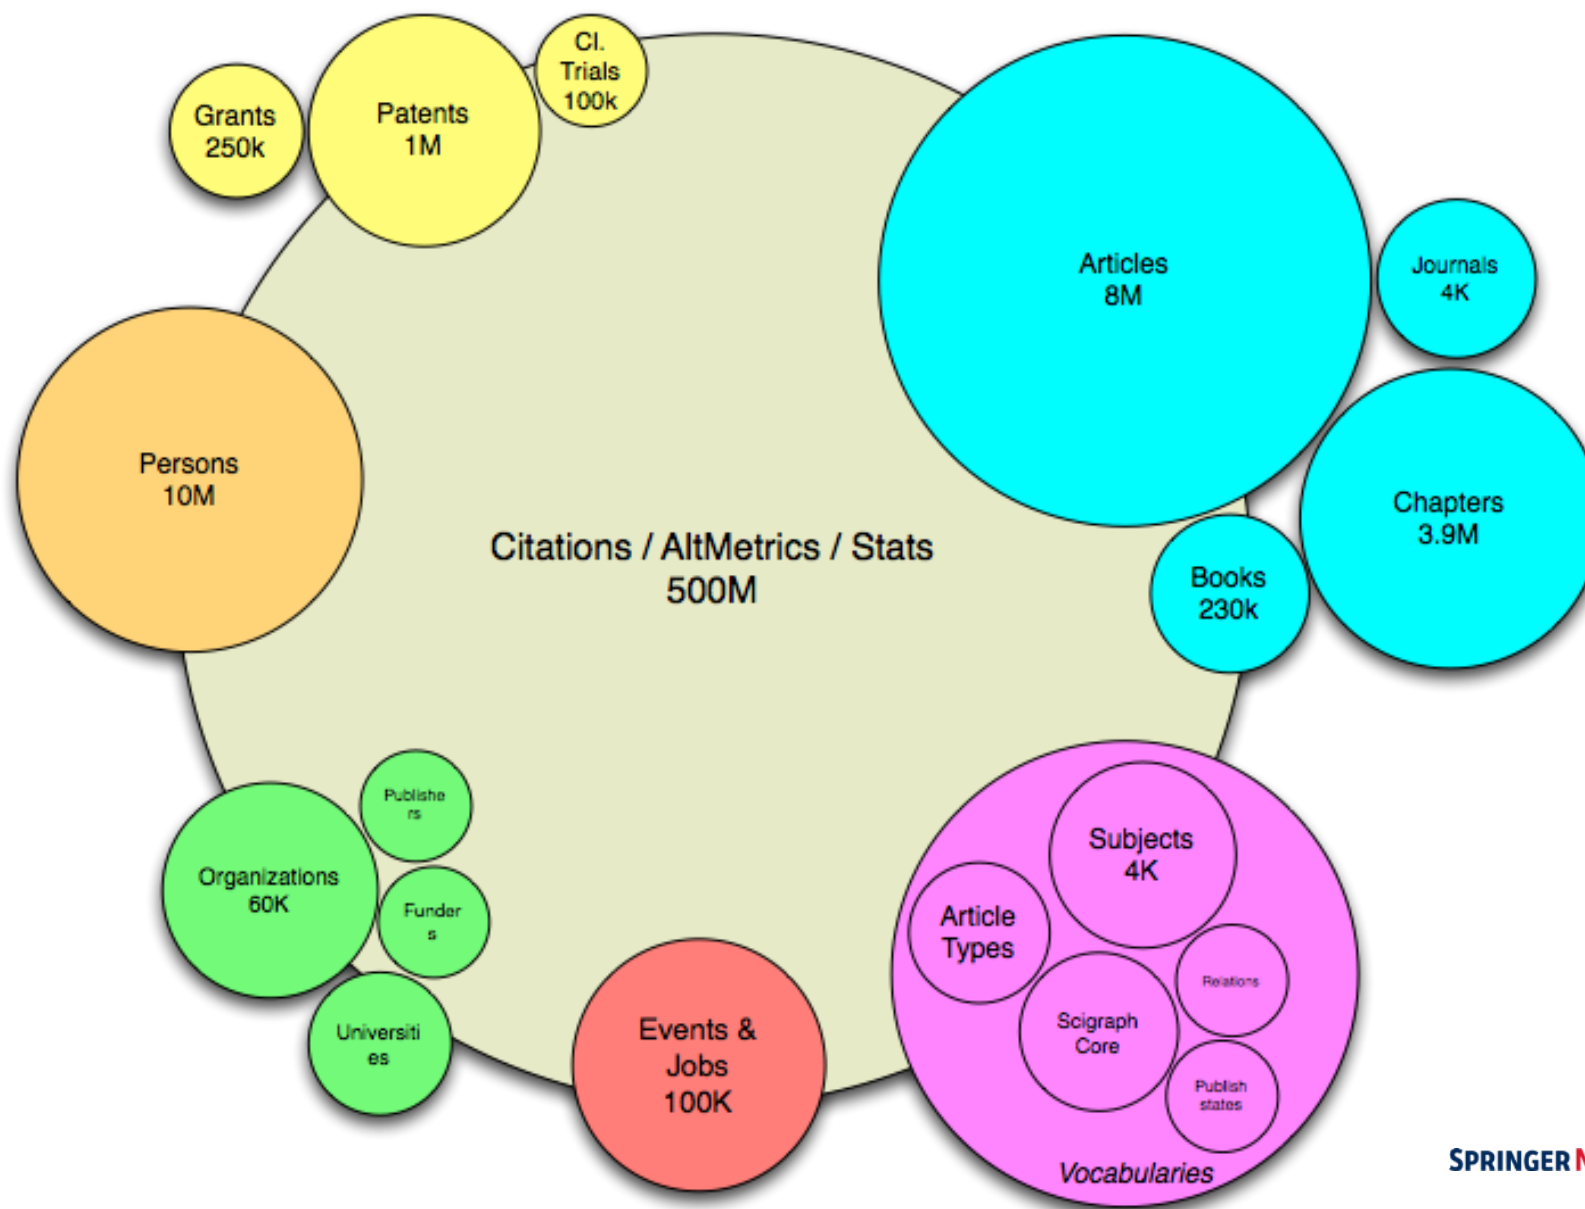 Cl.
Trials
100k
Grants
250k
Patents
1M
Articles
8M
Journals
4K
Persons
10M
Chapters
3.9M
Citations / AltMetrics / Stats
500M
Books
230k
Publishe
rs
Subjects
4K
Organizations
60K
Funder
s
Article
Types
Relations
Scigraph
Core
Universiti
es
Events &
Jobs
100K
Publish
states
Vocabularies
SPRINGER N